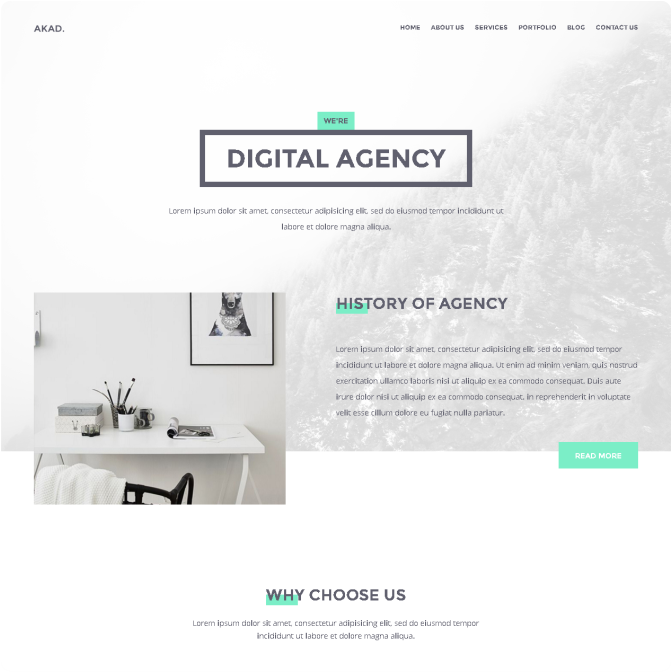 AKAD.
HOME ABOUT US SERVICES PORTFOLIO BLOG CONTACT US
WE'RE
DIGITAL AGENCY
Lorem ipsum dolor sit amet, consectetur adipisicing elit, sed do eiusmod tempor incididunt ut
labore et dolore magna aliqua.
HISTORY OF AGENCY
Lorem ipsum dolor sit amet, consectetur adipisicing elit, sed do eiusmod tempor
incididunt ut labore et dolore magna aliqua. Ut enim ad minim veniam, quis nostrud
exercitation ullamco laboris nisi ut aliquip ex ea commodo consequat. Duis aute
irure dolor nisi ut aliquip ex ea commodo consequat. in reprehenderit in voluptate
velit esse cillum dolore eu fugiat nulla pariatur.
READ MORE
WHY CHOOSE US
Lorem ipsum dolor sit amet, consectetur adipisicing elit, sed do eiusmod tempor
incididunt ut labore et dolore magna aliqua.